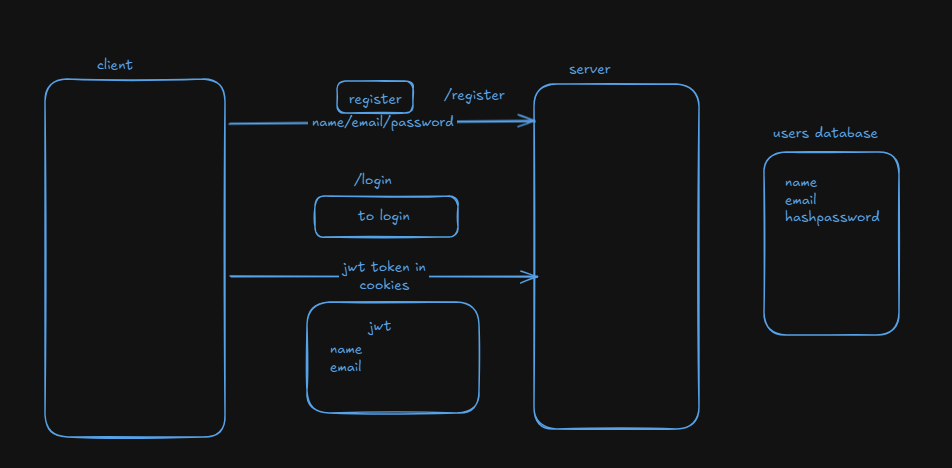 client
server
register
/register
name/email/password
users database
/login
to login
name
email
hashpassword
jwt token in
cookies
jwt
name
email